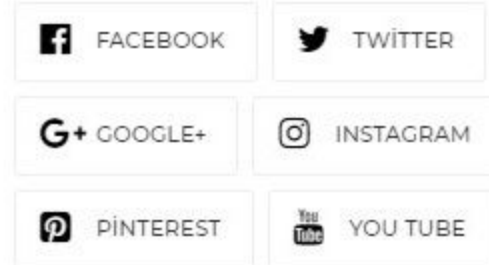 f FACEBOOK
TWİTTER
G+ GOOGLE+
INSTAGRAM
PİNTEREST
You Tube YOU TUBE